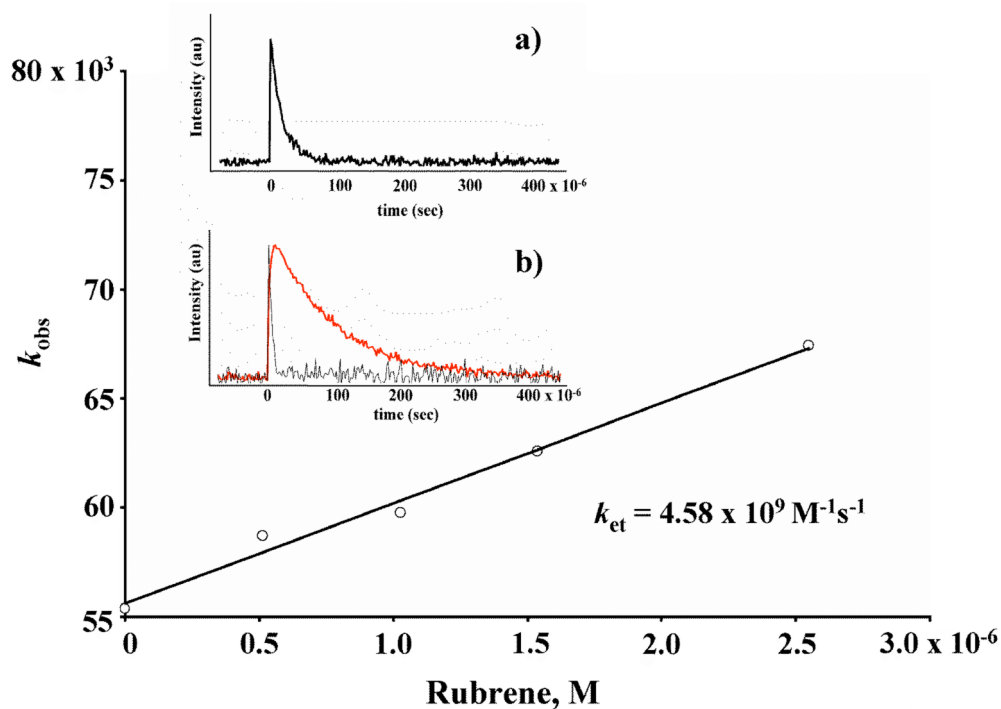 a)
Intensity (au)
0 100 200 300 400 x 10⁻⁶
time (sec)
b)
Intensity (au)
0 100 200 300 400 x 10⁻⁶
time (sec)
80 x 10³
75
70
65
60
55
k_obs
k_et = 4.58 x 10⁹ M⁻¹s⁻¹
0 0.5 1.0 1.5 2.0 2.5 3.0 x 10⁻⁶
Rubrene, M